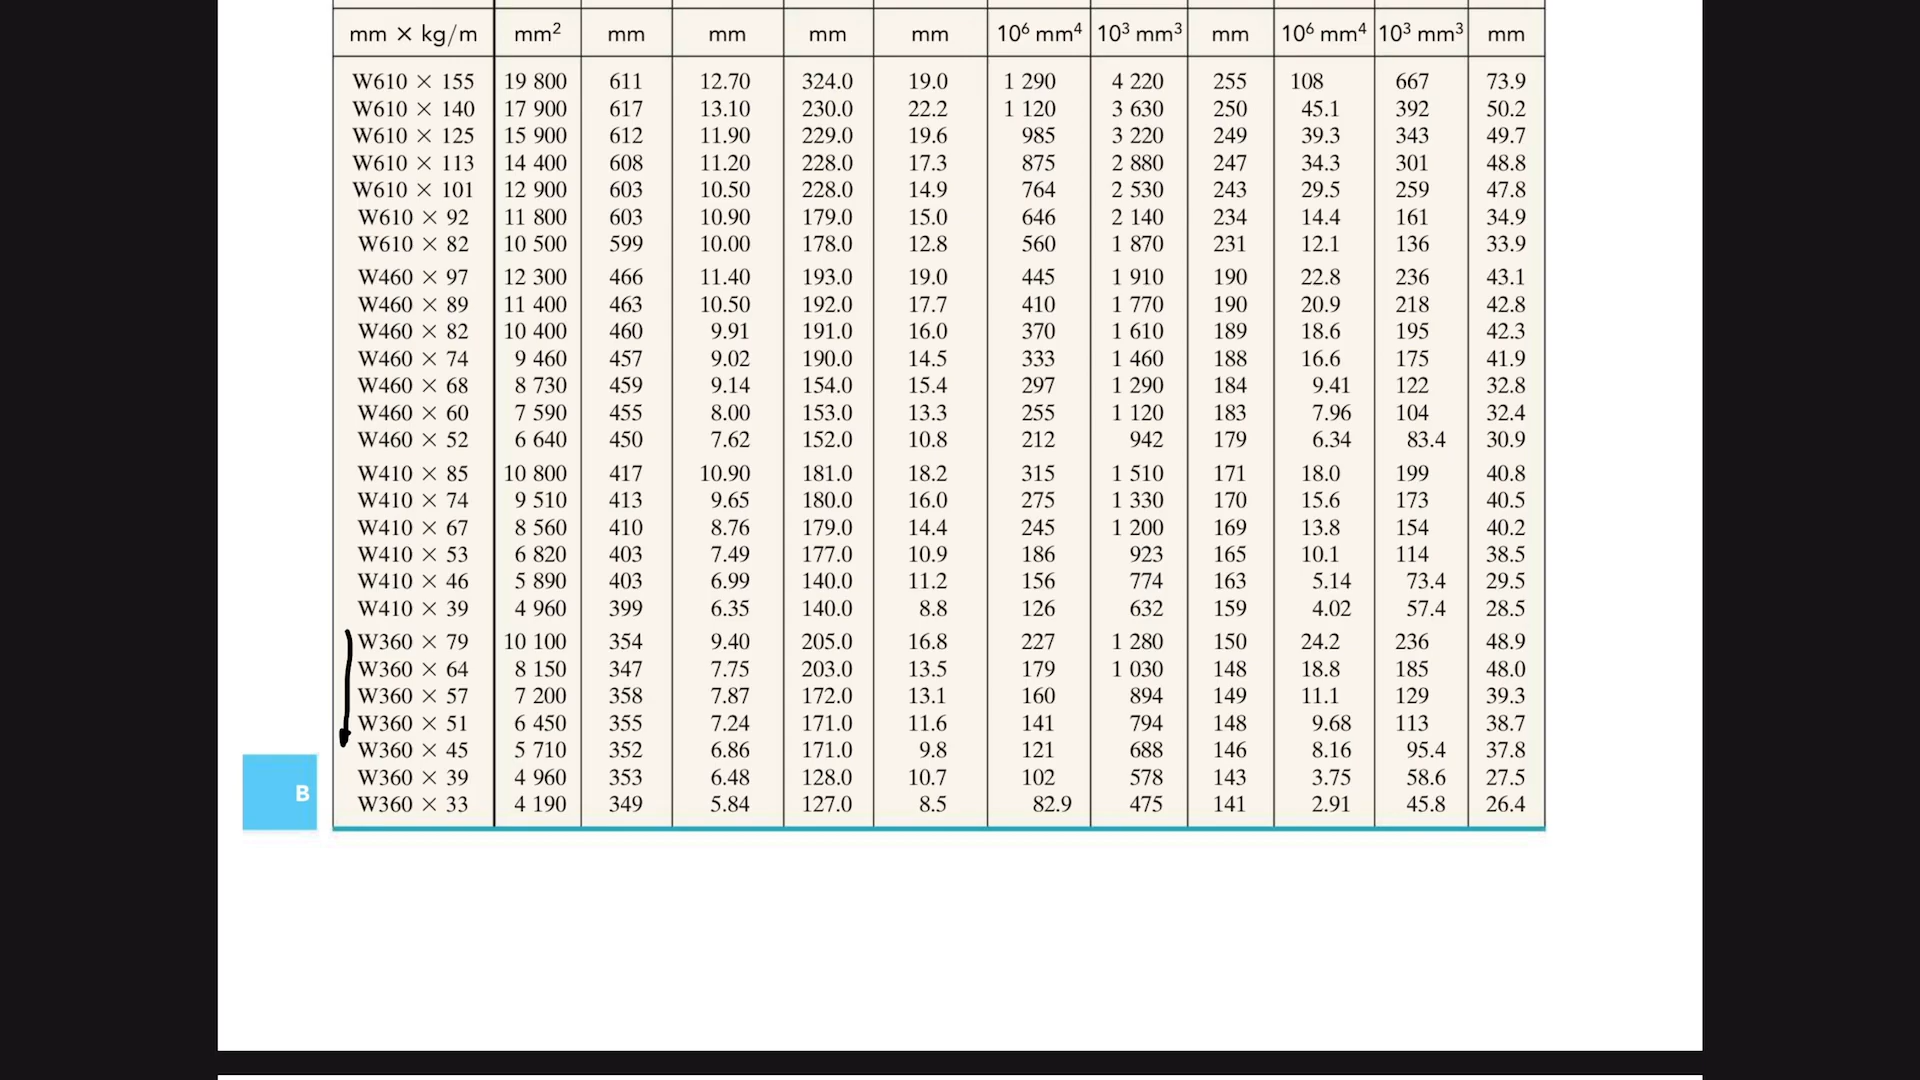 mm × kg/m mm² mm mm mm mm 10⁶ mm⁴ 10³ mm³ mm 10⁶ mm⁴ 10³ mm³ mm
W610 × 155 19 800 611 12.70 324.0 19.0 1 290 4 220 255 108 667 73.9
W610 × 140 17 900 617 13.10 230.0 22.2 1 120 3 630 250 45.1 392 50.2
W610 × 125 15 900 612 11.90 229.0 19.6 985 3 220 249 39.3 343 49.7
W610 × 113 14 400 608 11.20 228.0 17.3 875 2 880 247 34.3 301 48.8
W610 × 101 12 900 603 10.50 228.0 14.9 764 2 530 243 29.5 259 47.8
W610 × 92 11 800 603 10.90 179.0 15.0 646 2 140 234 14.4 161 34.9
W610 × 82 10 500 599 10.00 178.0 12.8 560 1 870 231 12.1 136 33.9
W460 × 97 12 300 466 11.40 193.0 19.0 445 1 910 190 22.8 236 43.1
W460 × 89 11 400 463 10.50 192.0 17.7 410 1 770 190 20.9 218 42.8
W460 × 82 10 400 460 9.91 191.0 16.0 370 1 610 189 18.6 195 42.3
W460 × 74 9 460 457 9.02 190.0 14.5 333 1 460 188 16.6 175 41.9
W460 × 68 8 730 459 9.14 154.0 15.4 297 1 290 184 9.41 122 32.8
W460 × 60 7 590 455 8.00 153.0 13.3 255 1 120 183 7.96 104 32.4
W460 × 52 6 640 450 7.62 152.0 10.8 212 942 179 6.34 83.4 30.9
W410 × 85 10 800 417 10.90 181.0 18.2 315 1 510 171 18.0 199 40.8
W410 × 74 9 510 413 9.65 180.0 16.0 275 1 330 170 15.6 173 40.5
W410 × 67 8 560 410 8.76 179.0 14.4 245 1 200 169 13.8 154 40.2
W410 × 53 6 820 403 7.49 177.0 10.9 186 923 165 10.1 114 38.5
W410 × 46 5 890 403 6.99 140.0 11.2 156 774 163 5.14 73.4 29.5
W410 × 39 4 960 399 6.35 140.0 8.8 126 632 159 4.02 57.4 28.5
W360 × 79 10 100 354 9.40 205.0 16.8 227 1 280 150 24.2 236 48.9
W360 × 64 8 150 347 7.75 203.0 13.5 179 1 030 148 18.8 185 48.0
W360 × 57 7 200 358 7.87 172.0 13.1 160 894 149 11.1 129 39.3
W360 × 51 6 450 355 7.24 171.0 11.6 141 794 148 9.68 113 38.7
W360 × 45 5 710 352 6.86 171.0 9.8 121 688 146 8.16 95.4 37.8
W360 × 39 4 960 353 6.48 128.0 10.7 102 578 143 3.75 58.6 27.5
W360 × 33 4 190 349 5.84 127.0 8.5 82.9 475 141 2.91 45.8 26.4
B